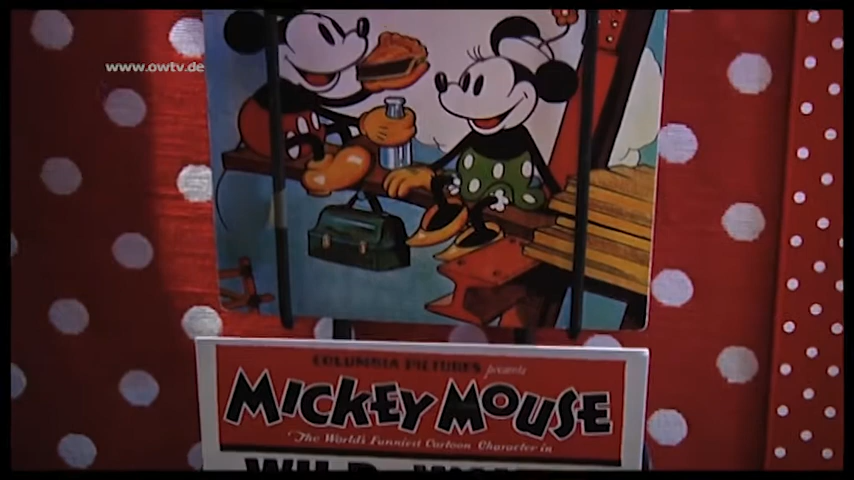 www.owtv.de
COLUMBIA PICTURES presents
MICKEY MOUSE
The World's Funniest Cartoon Character in